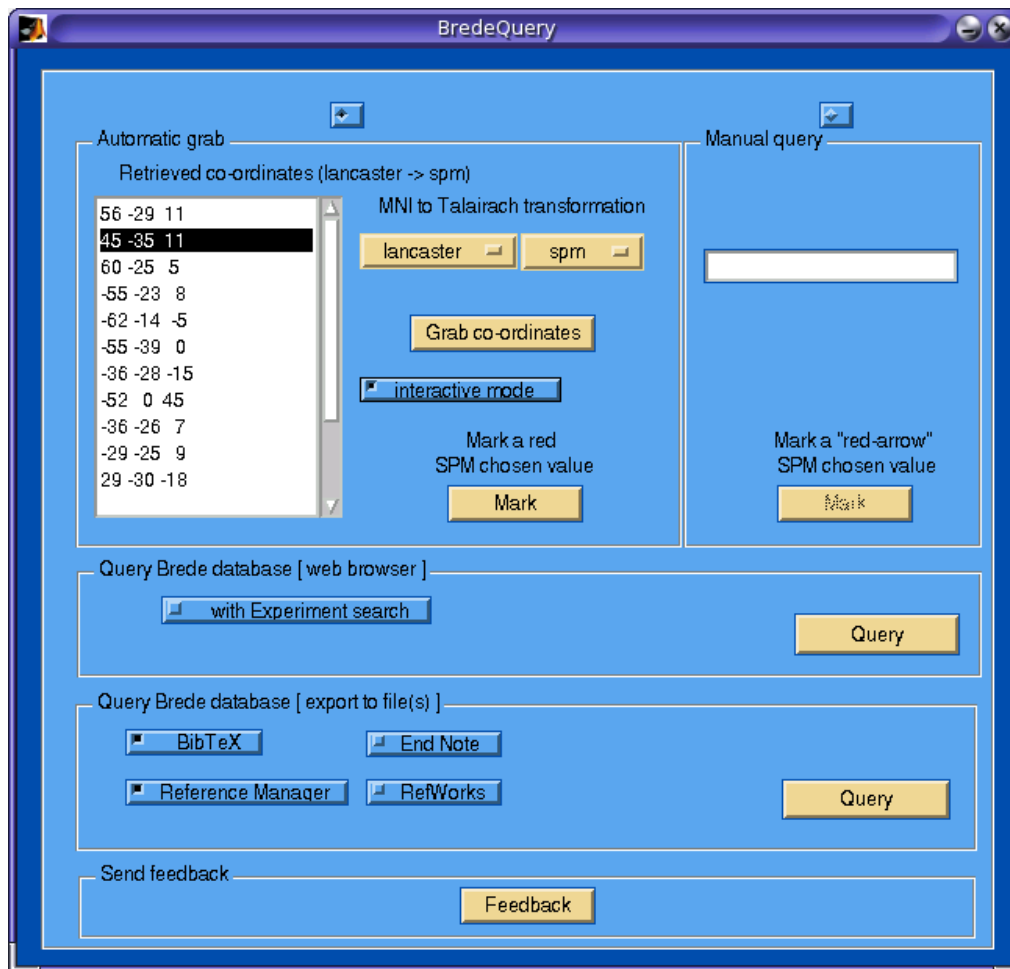 BredeQuery
Automatic grab
Retrieved co-ordinates (lancaster -> spm)
56 -29 11
45 -35 11
60 -25 5
-55 -23 8
-62 -14 -5
-55 -39 0
-36 -28 -15
-52 0 45
-36 -26 7
-29 -25 9
29 -30 -18
MNI to Talairach transformation
lancaster
spm
Grab co-ordinates
interactive mode
Mark a red
SPM chosen value
Mark
Manual query
Mark a "red-arrow"
SPM chosen value
Mark
Query Brede database [ web browser ]
with Experiment search
Query
Query Brede database [ export to file(s) ]
BibTeX
End Note
Reference Manager
RefWorks
Query
Send feedback
Feedback